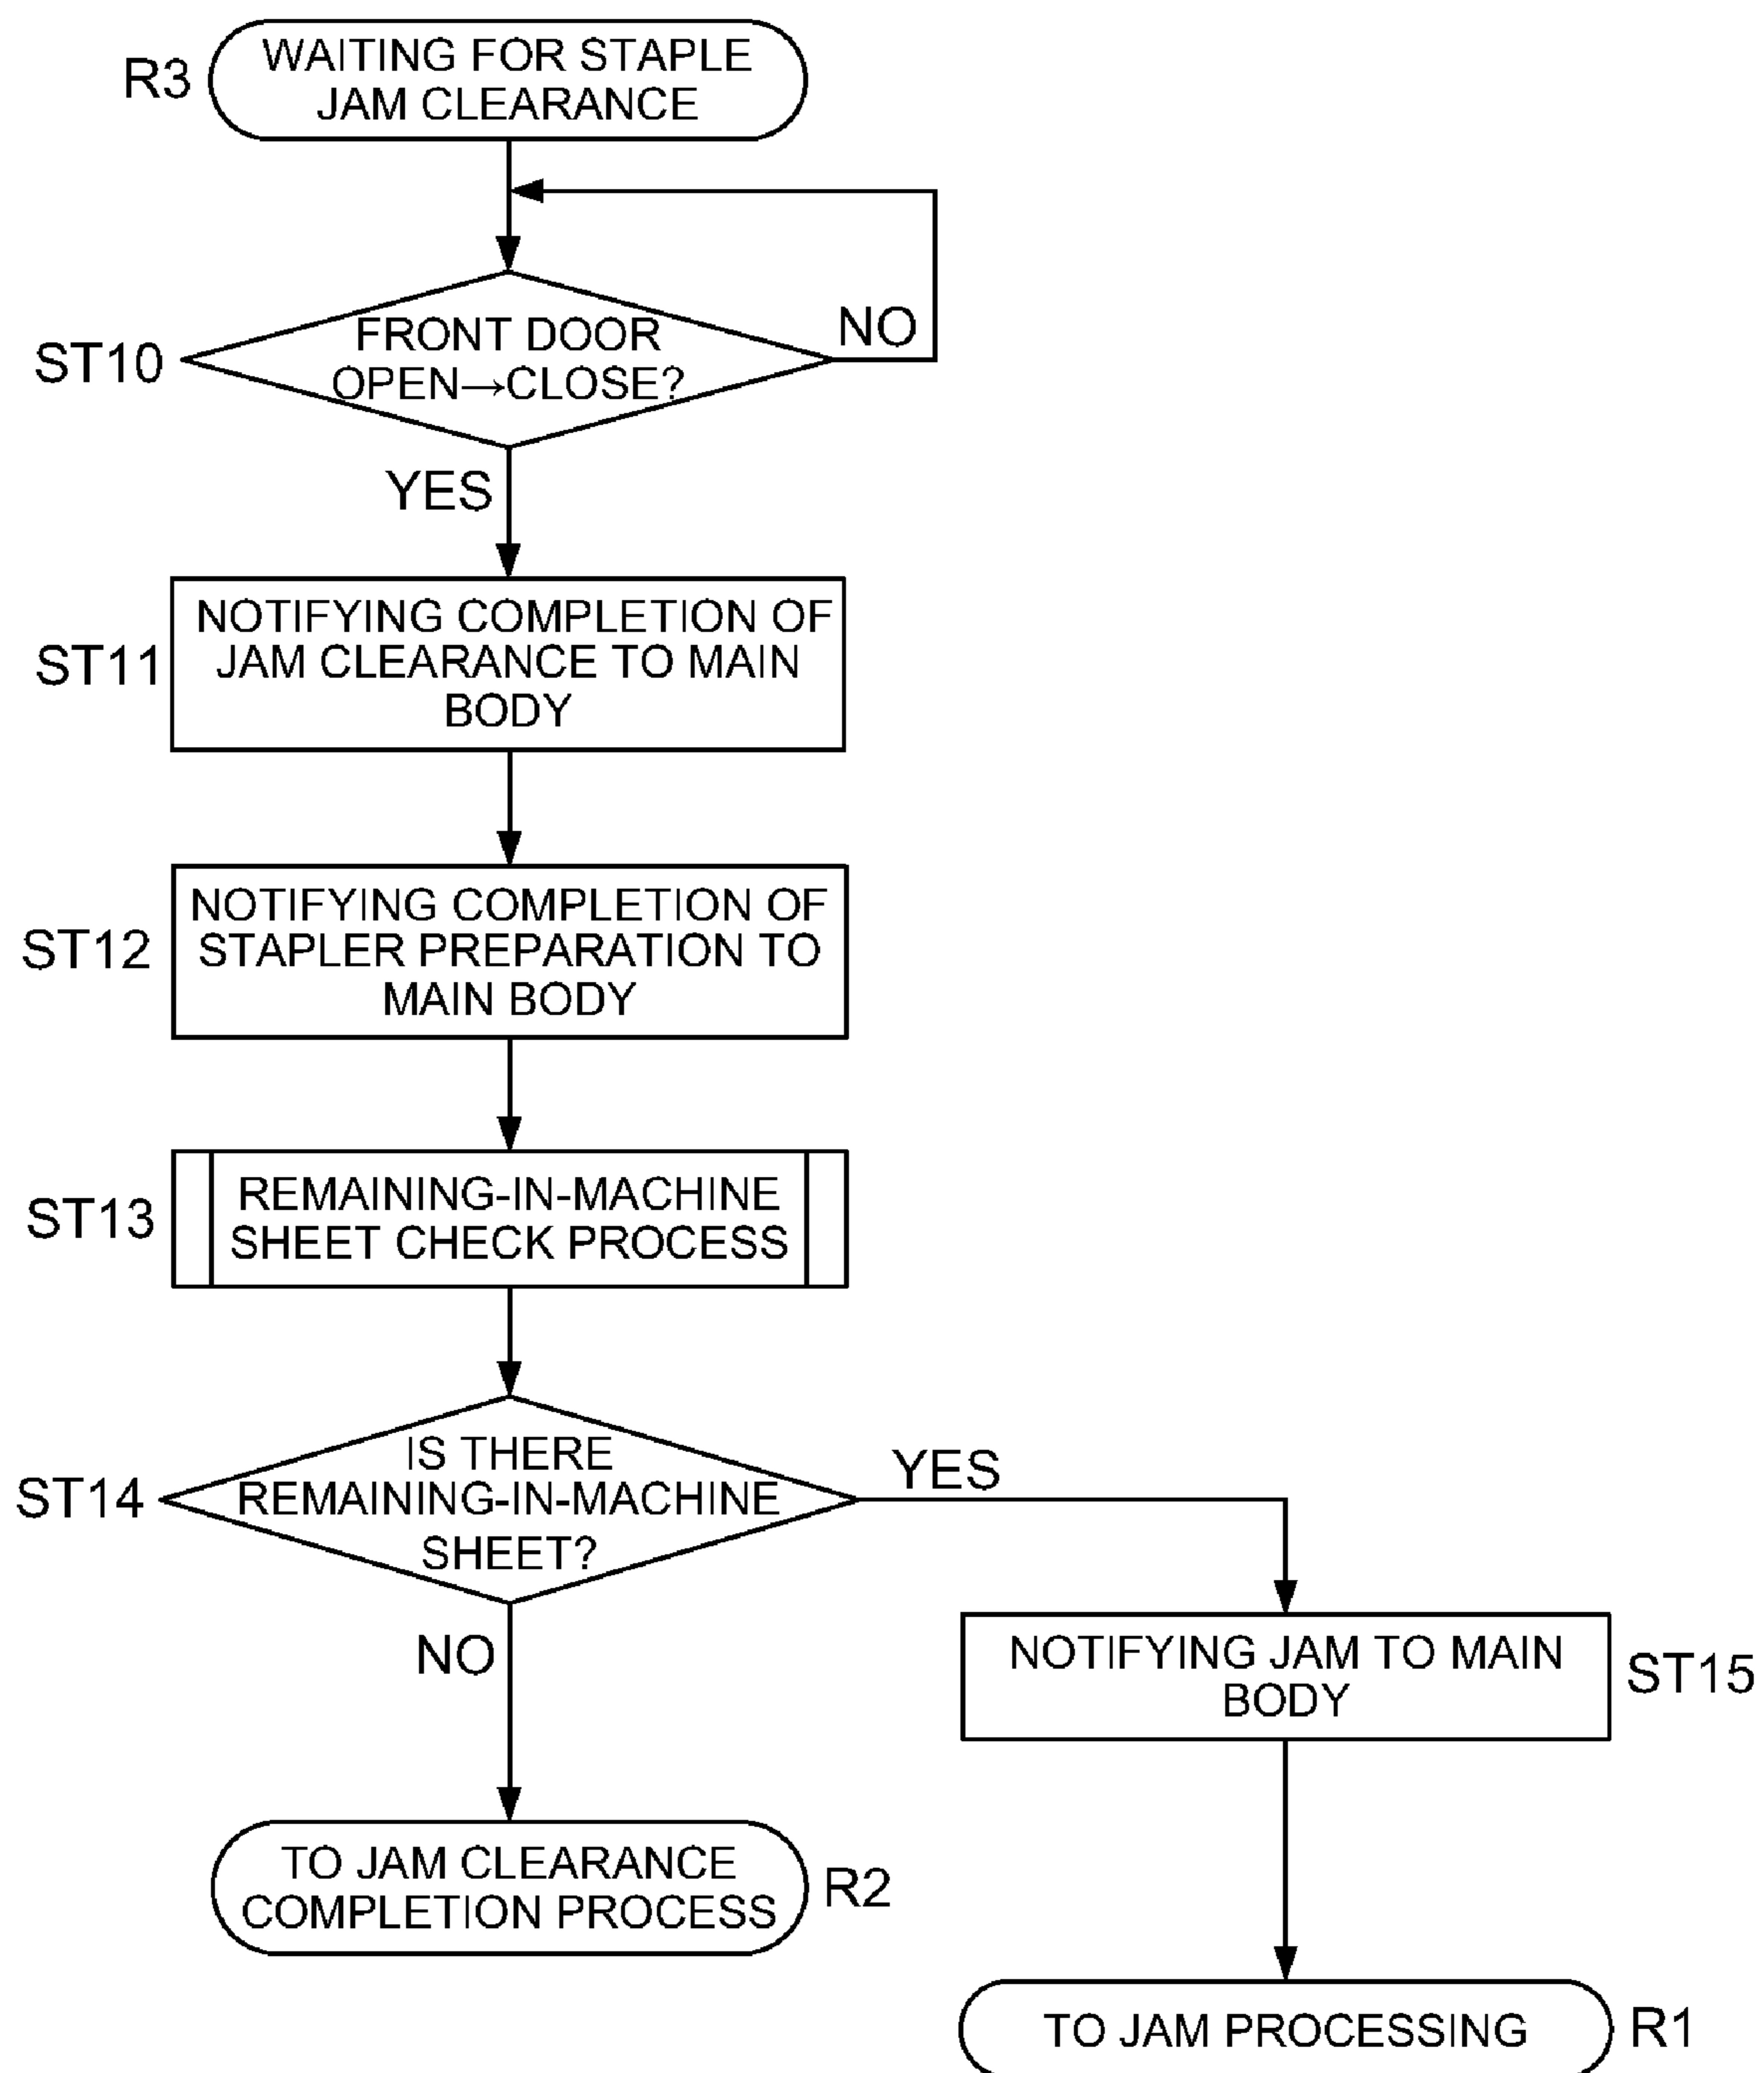 R3
WAITING FOR STAPLE
JAM CLEARANCE
ST10
FRONT DOOR
OPEN→CLOSE?
NO
YES
ST11
NOTIFYING COMPLETION OF
JAM CLEARANCE TO MAIN
BODY
ST12
NOTIFYING COMPLETION OF
STAPLER PREPARATION TO
MAIN BODY
ST13
REMAINING-IN-MACHINE
SHEET CHECK PROCESS
ST14
IS THERE
REMAINING-IN-MACHINE
SHEET?
YES
NO
NOTIFYING JAM TO MAIN
BODY
ST15
TO JAM CLEARANCE
COMPLETION PROCESS
R2
TO JAM PROCESSING
R1